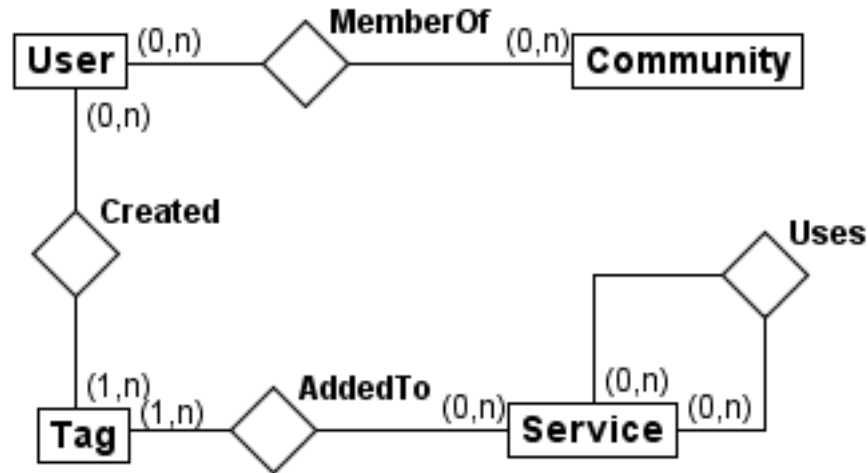 MemberOf
User (0,n) (0,n) Community
(0,n)
Created
Uses
(1,n) (0,n)
(1,n) AddedTo (0,n) (0,n)
Tag Service